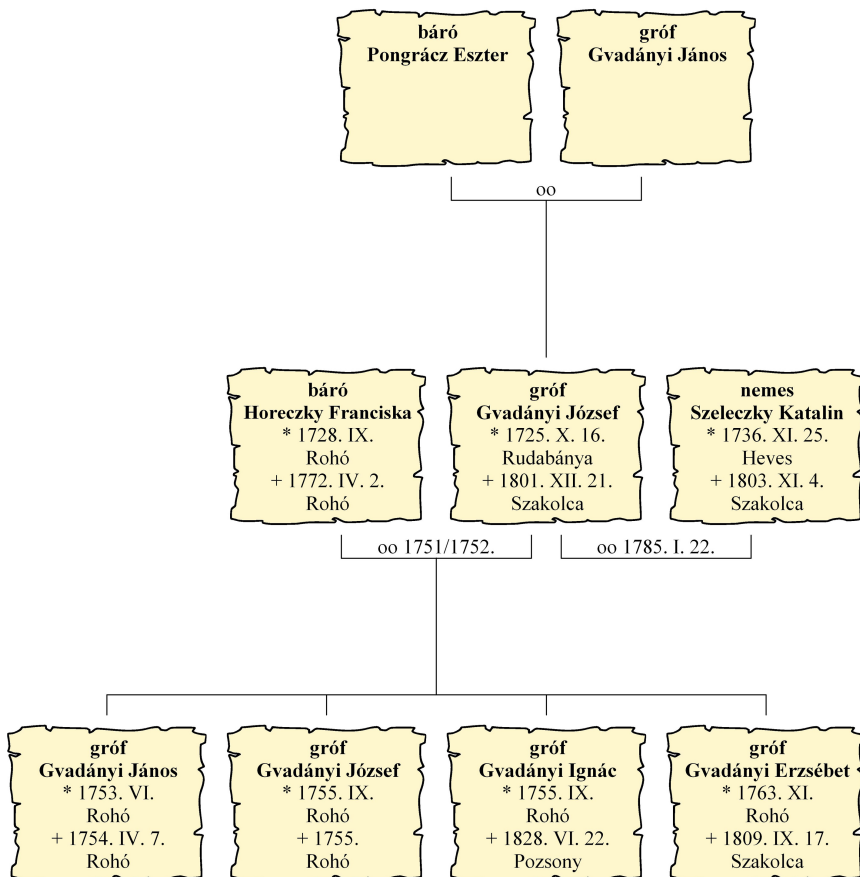 báró
Pongrácz Eszter
gróf
Gvadányi János
oo
báró
Horeczky Franciska
* 1728. IX.
Rohó
+ 1772. IV. 2.
Rohó
gróf
Gvadányi József
* 1725. X. 16.
Rudabánya
+ 1801. XII. 21.
Szakolca
nemes
Szeleczky Katalin
* 1736. XI. 25.
Heves
+ 1803. XI. 4.
Szakolca
oo 1751/1752.
oo 1785. I. 22.
gróf
Gvadányi János
* 1753. VI.
Rohó
+ 1754. IV. 7.
Rohó
gróf
Gvadányi József
* 1755. IX.
Rohó
+ 1755.
Rohó
gróf
Gvadányi Ignác
* 1755. IX.
Rohó
+ 1828. VI. 22.
Pozsony
gróf
Gvadányi Erzsébet
* 1763. XI.
Rohó
+ 1809. IX. 17.
Szakolca